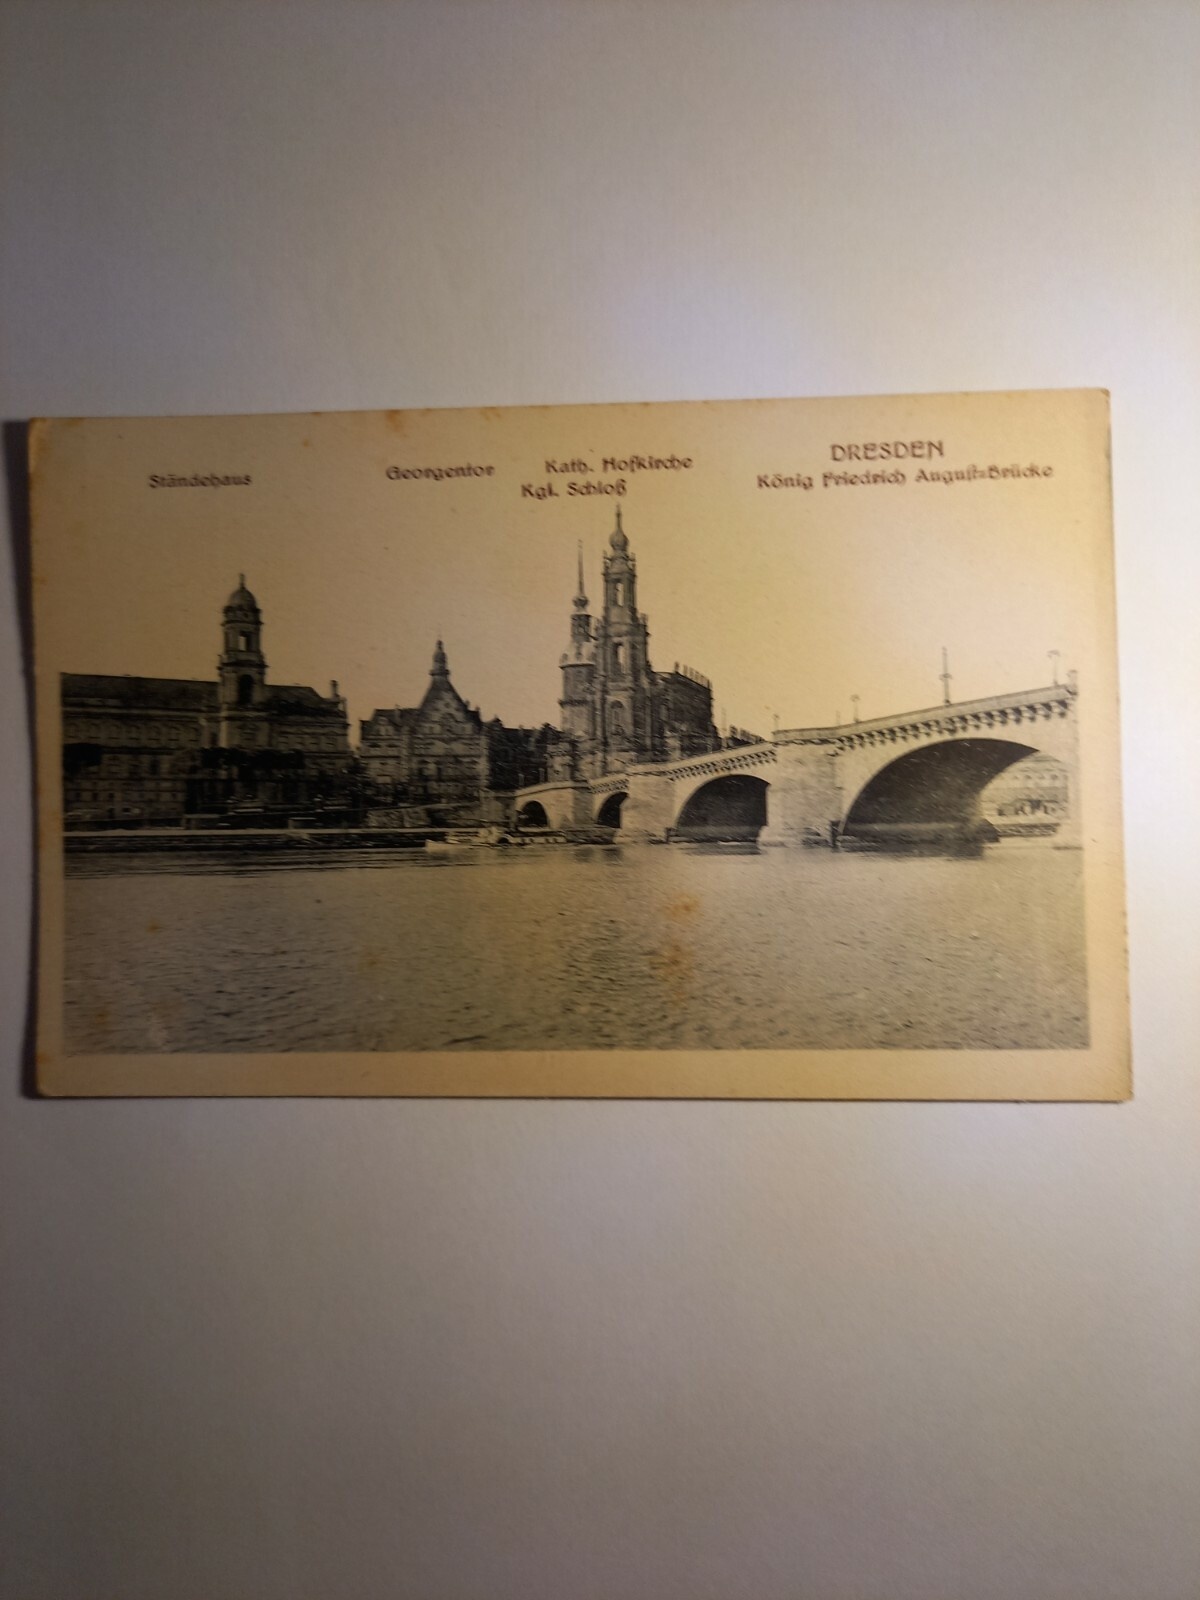 DRESDEN
Ständehaus Georgentor Kath. Hofkirche König Friedrich August=Brücke
Kgl. Schloß